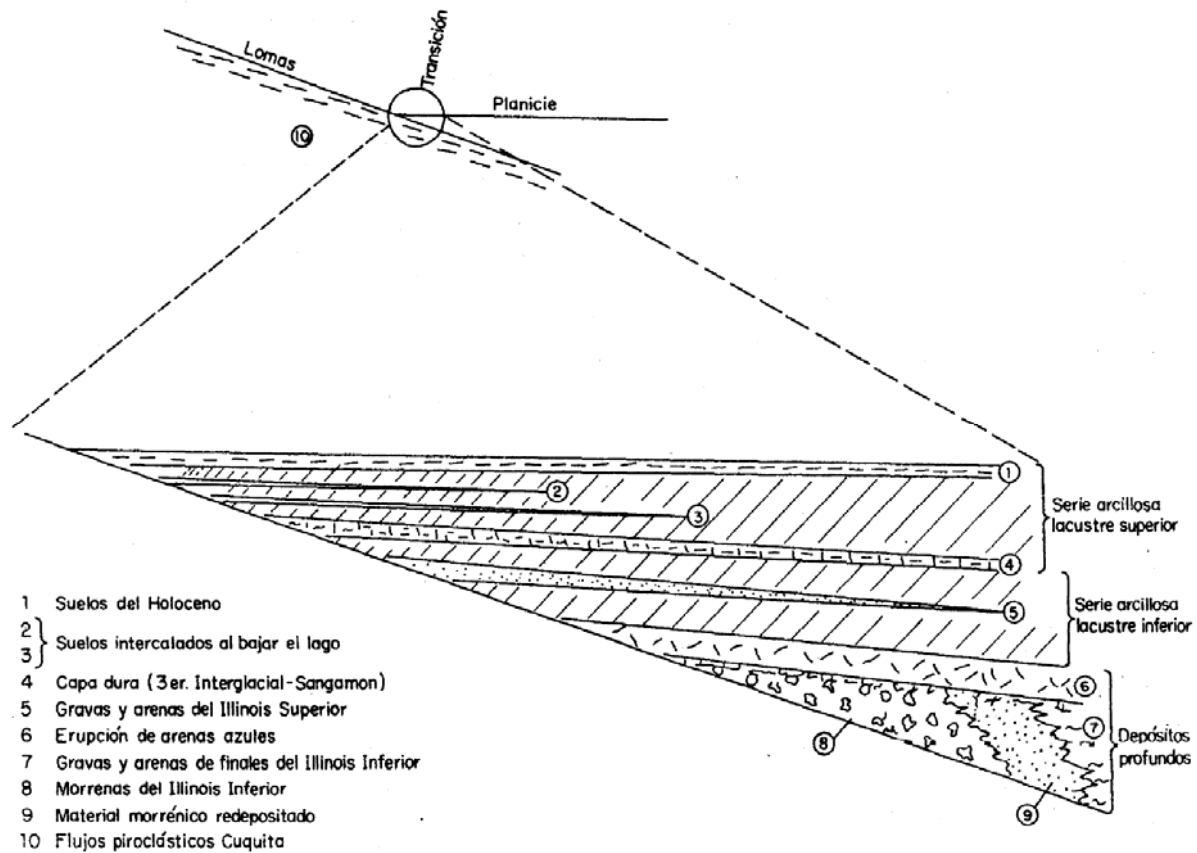 Lomas
Transición
Planicie
10
1
2
3
4
5
6
7
8
9
Serie arcillosa
lacustre superior
Serie arcillosa
lacustre inferior
Depósitos
profundos
1 Suelos del Holoceno
2
3 Suelos intercalados al bajar el lago
4 Capa dura (3er. Interglacial-Sangamon)
5 Gravas y arenas del Illinois Superior
6 Erupción de arenas azules
7 Gravas y arenas de finales del Illinois Inferior
8 Morrenas del Illinois Inferior
9 Material morrénico redepositado
10 Flujos piroclásticos Cuquita